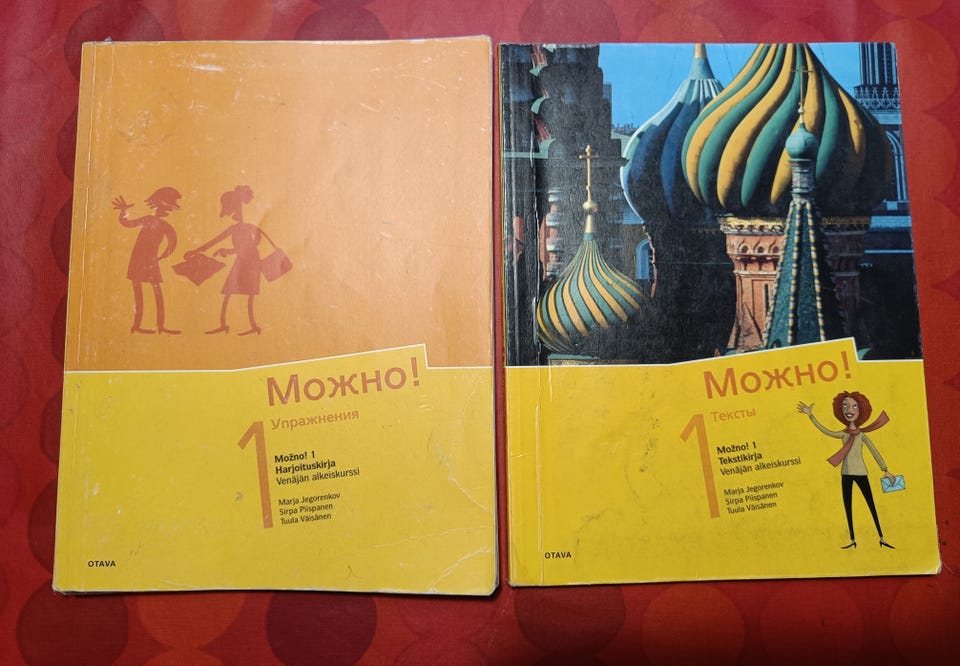 Можно!
1
Упражнения
Možno! 1
Harjoituskirja
Venäjän alkeiskurssi
Marja Jegorenkov
Sirpa Piispanen
Tuula Väisänen
OTAVA
Можно!
1
Тексты
Možno! 1
Tekstikirja
Venäjän alkeiskurssi
Marja Jegorenkov
Sirpa Piispanen
Tuula Väisänen
OTAVA